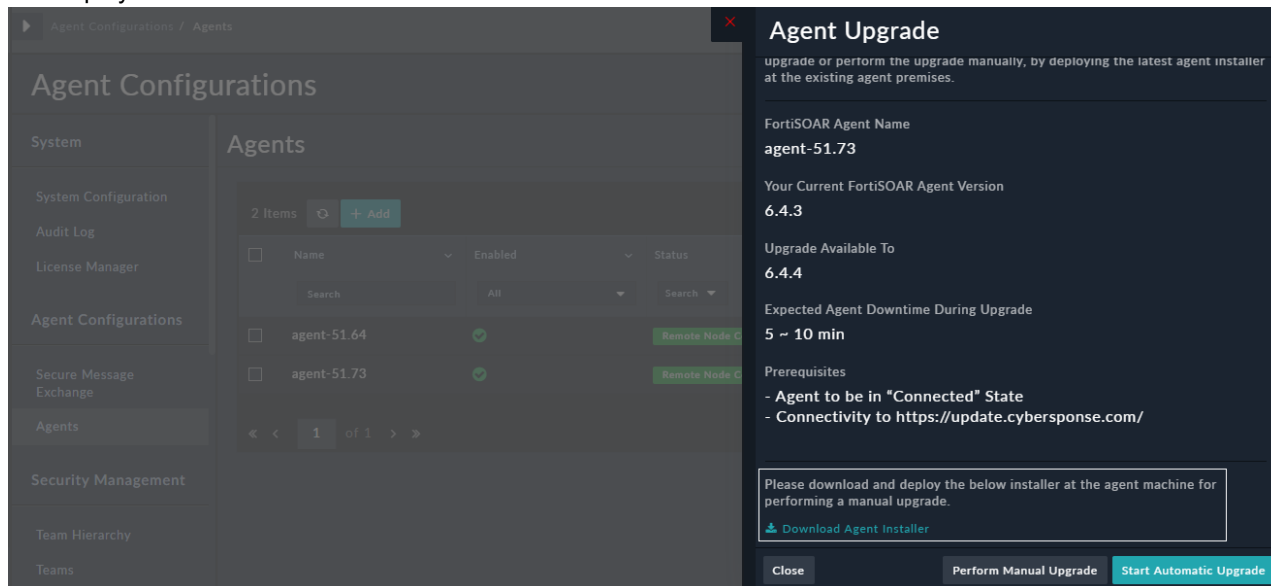 Agent Configurations / Agents
Agent Configurations
System
System Configuration
Audit Log
License Manager
Agent Configurations
Secure Message
Exchange
Agents
Security Management
Team Hierarchy
Teams
Agents
2 Items + Add
Name Enabled Status
Search All Search
agent-51.64 Remote Node C
agent-51.73 Remote Node C
« < 1 of 1 > »
Agent Upgrade
upgrade or perform the upgrade manually, by deploying the latest agent installer
at the existing agent premises.
FortiSOAR Agent Name
agent-51.73
Your Current FortiSOAR Agent Version
6.4.3
Upgrade Available To
6.4.4
Expected Agent Downtime During Upgrade
5 ~ 10 min
Prerequisites
- Agent to be in “Connected” State
- Connectivity to https://update.cybersponse.com/
Please download and deploy the below installer at the agent machine for
performing a manual upgrade.
Download Agent Installer
Close Perform Manual Upgrade Start Automatic Upgrade